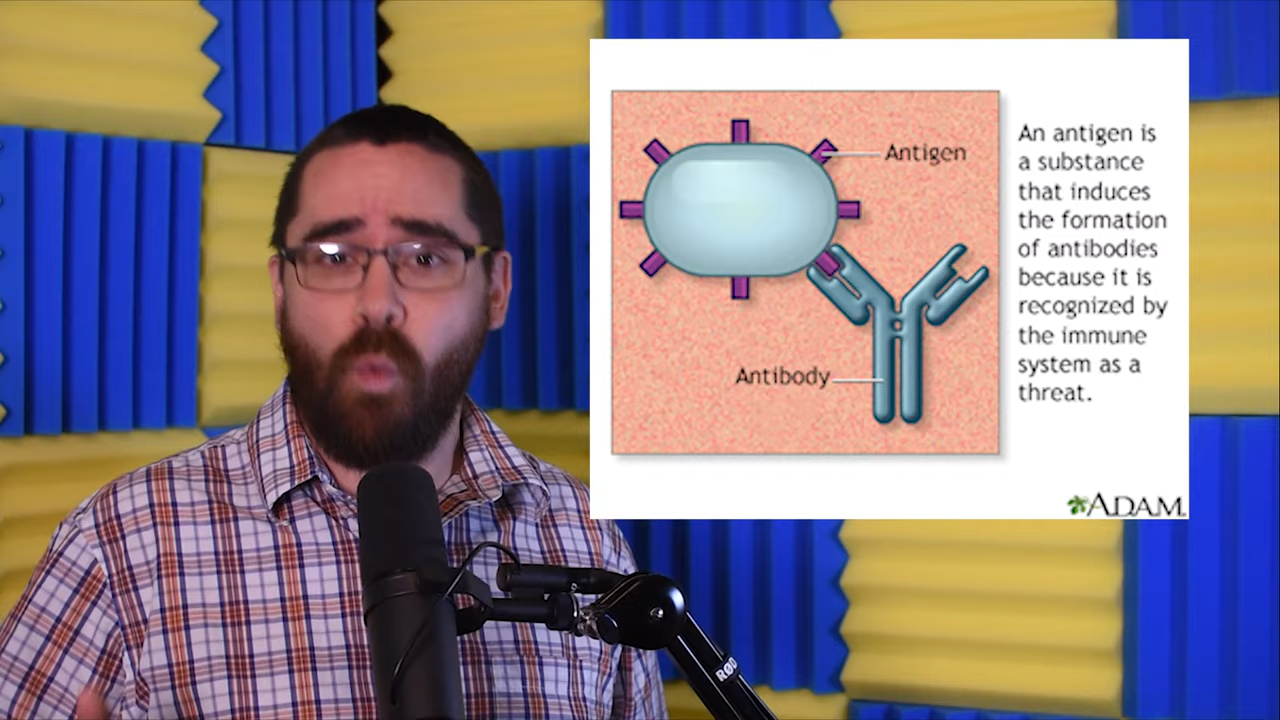 Antigen
Antibody
An antigen is
a substance
that induces
the formation
of antibodies
because it is
recognized by
the immune
system as a
threat.
ADAM.
RØDE